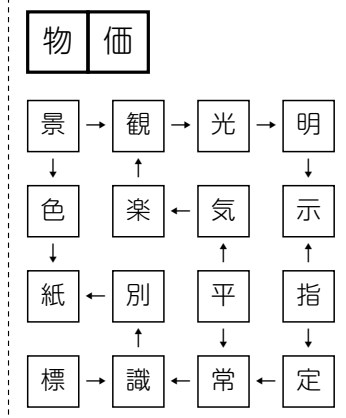 物価
景→観→光→明
↓ ↑ ↓
色 楽←気 示
↓ ↑ ↑
紙←別 平 指
↑ ↓ ↓
標→識←常←定